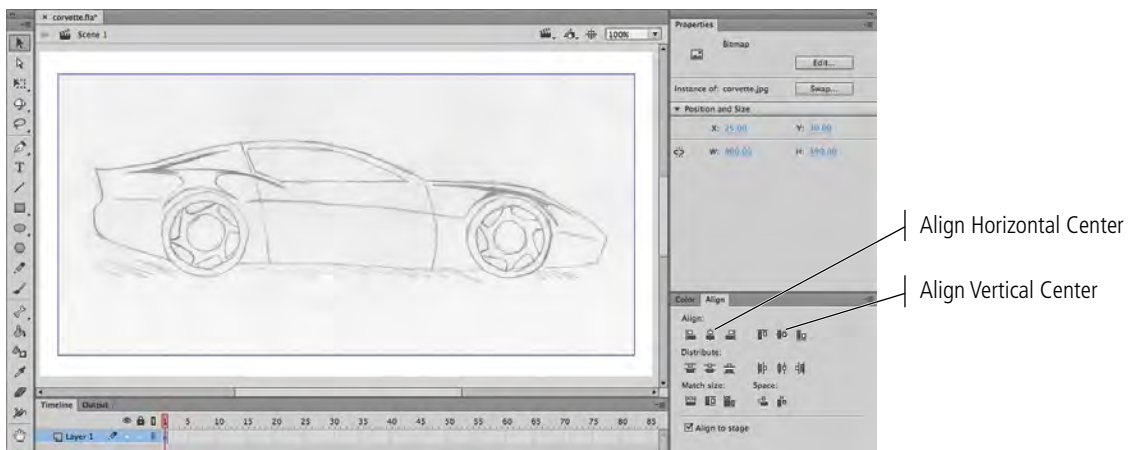 corvette.fla*
Scene 1
100%
Properties
Bitmap
Edit...
Instance of: corvette.jpg
Swap...
Position and Size
X: 25.00 Y: 30.00
W: 800.00 H:
Align Horizontal Center
Align Vertical Center
Color Align
Align:
Distribute:
Match size: Space:
Align to stage
Timeline Output
1 5 10 15 20 25 30 35 40 45 50 55 60 65 70 75 80 85
Layer 1
T